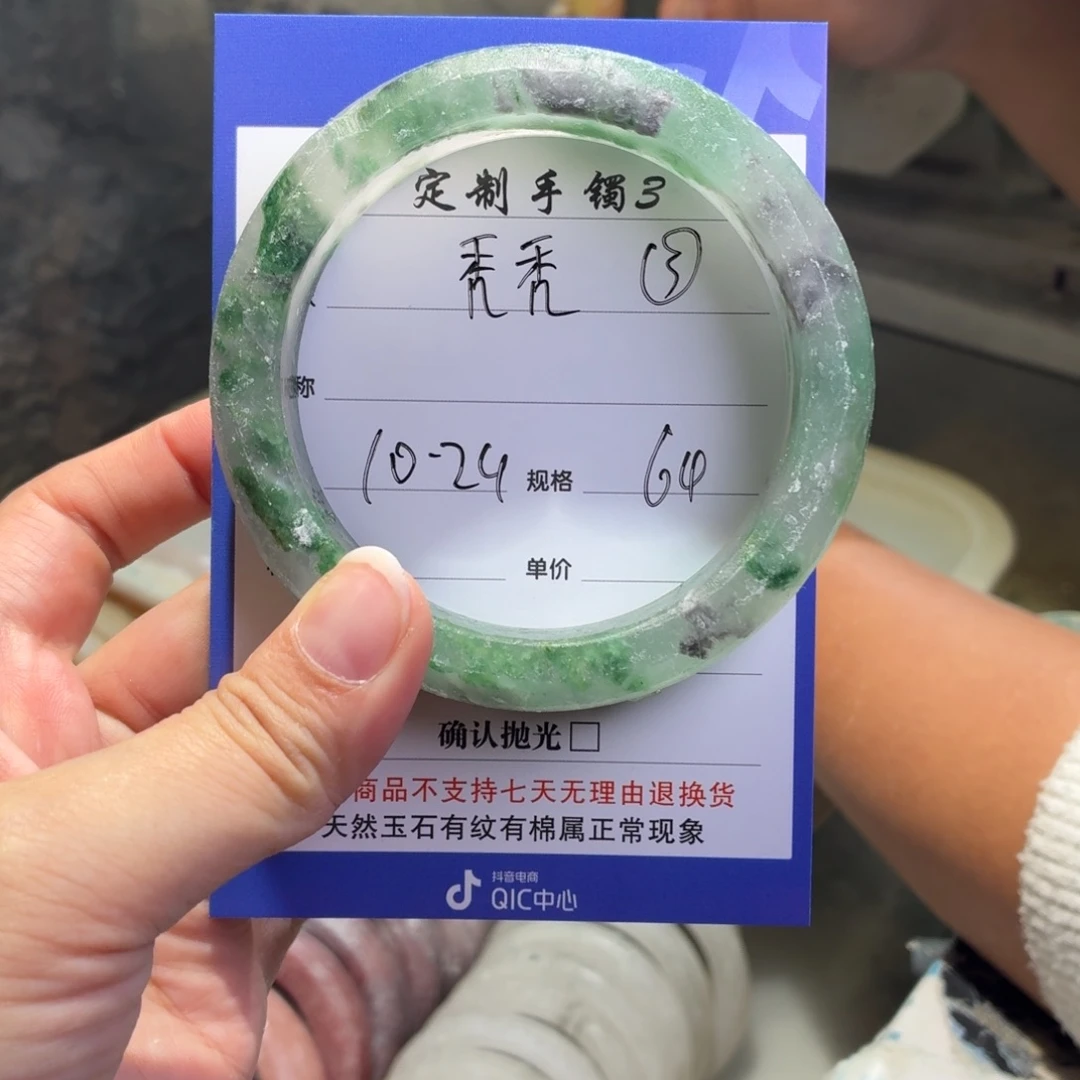 定制手镯3
秃秃 ③
称
10-24 规格 64
单价
确认抛光□
商品不支持七天无理由退换货
天然玉石有纹有棉属正常现象
抖音电商
QIC中心